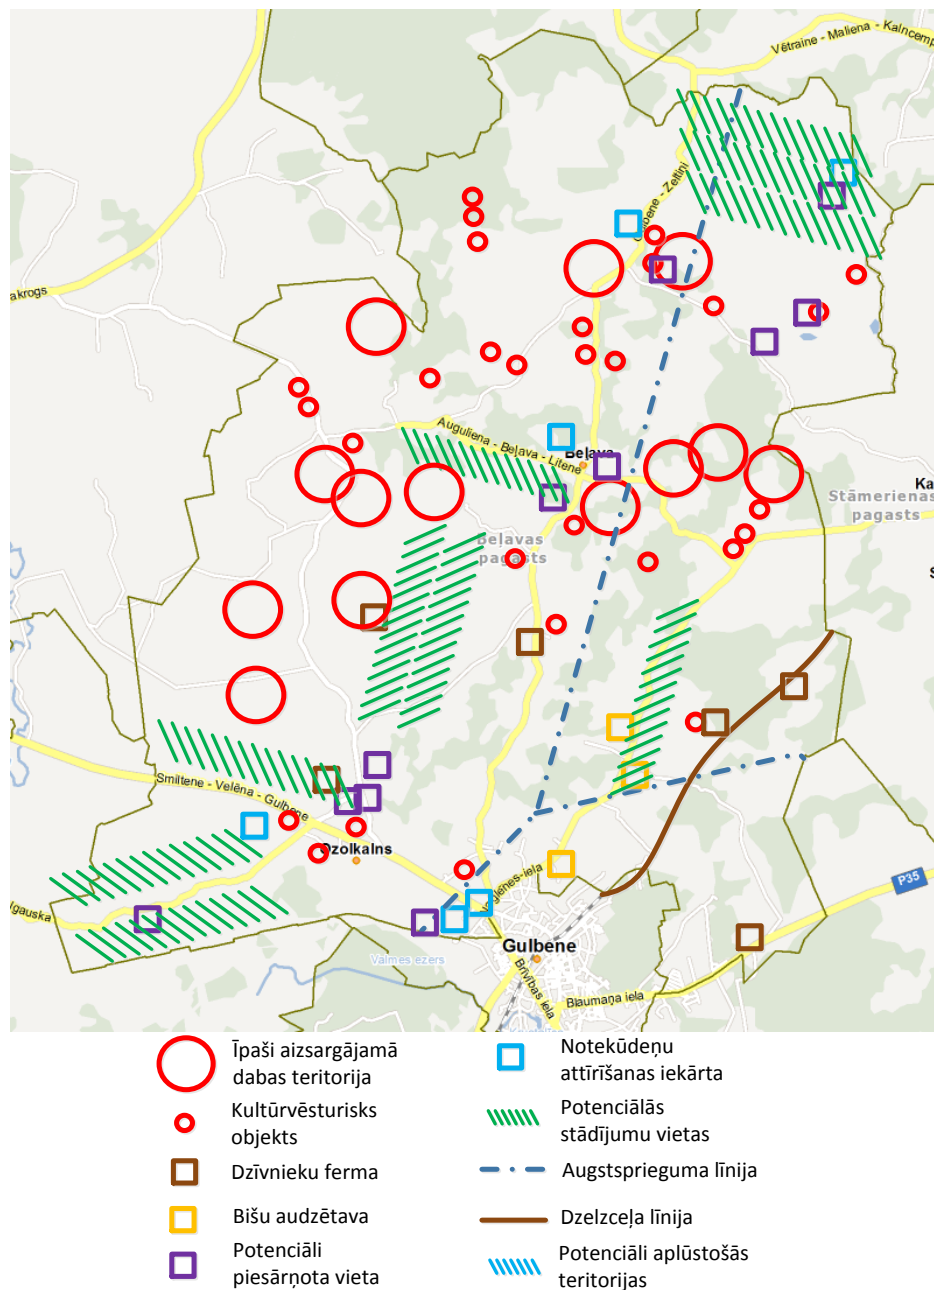 Vētraine - Maliena - Kalncemp
Gulbene - Zeltiņi
akrogs
Auguliena - Beļava - Litene
Beļava
Ka
Stāmerienas
pagasts
Beļavas
pagasts
S
Smiltene - Velēna - Gulbene
Ozolkalns
P35
Igauska
Gulbene
Valmes ezers
Brīvības iela
Blaumaņa iela
Īpaši aizsargājamā
dabas teritorija
Kultūrvēsturisks
objekts
Dzīvnieku ferma
Bišu audzētava
Potenciāli
piesārņota vieta
Notekūdeņu
attīrīšanas iekārta
Potenciālās
stādījumu vietas
Augstsprieguma līnija
Dzelzceļa līnija
Potenciāli aplūstošās
teritorijas